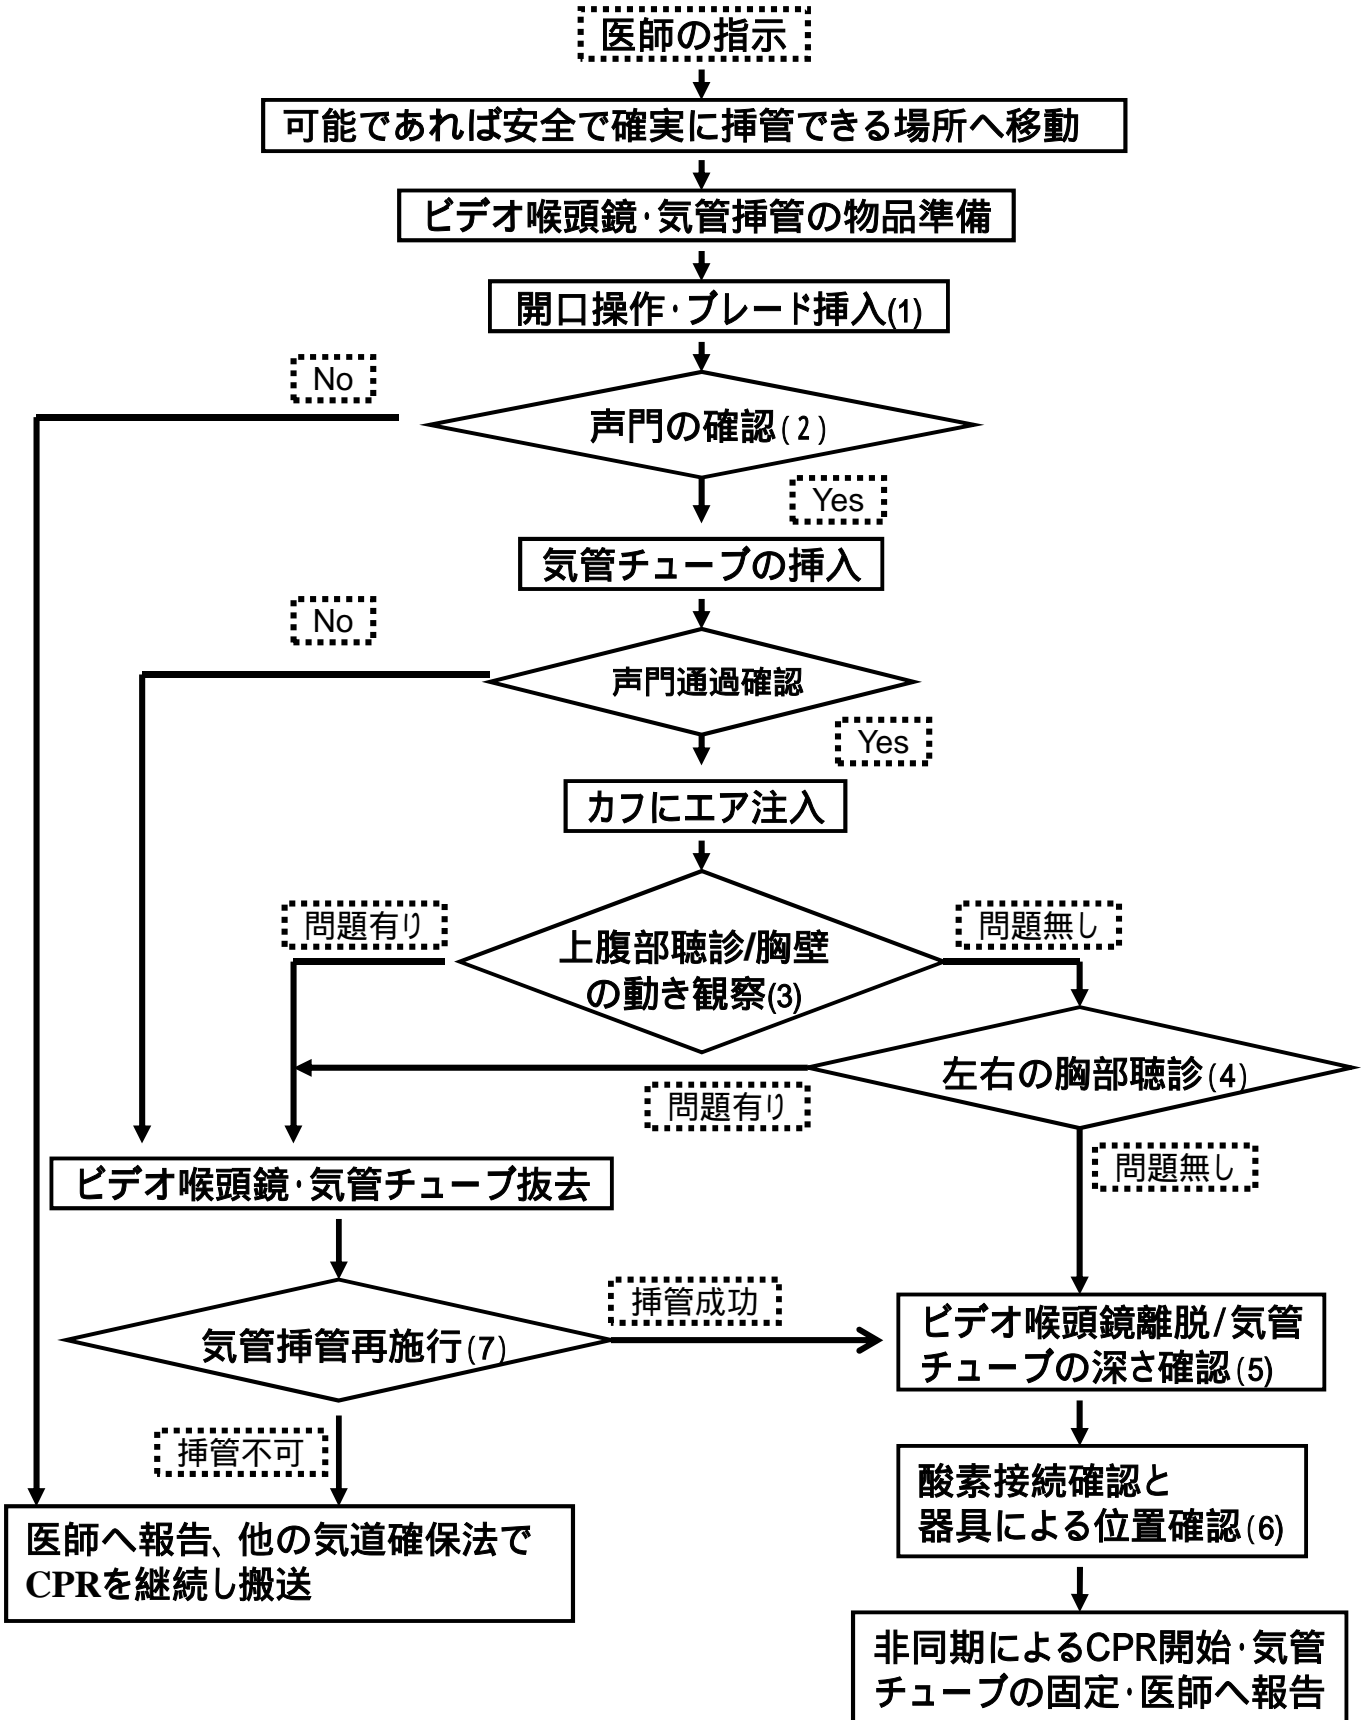 医師の指示
可能であれば安全で確実に挿管できる場所へ移動
ビデオ喉頭鏡・気管挿管の物品準備
開口操作・ブレード挿入(1)
No
声門の確認(2)
Yes
気管チューブの挿入
No
声門通過確認
Yes
カフにエア注入
問題有り
問題無し
上腹部聴診/胸壁
の動き観察(3)
左右の胸部聴診(4)
問題有り
問題無し
ビデオ喉頭鏡・気管チューブ抜去
挿管成功
気管挿管再施行(7)
ビデオ喉頭鏡離脱/気管
チューブの深さ確認(5)
挿管不可
酸素接続確認と
器具による位置確認(6)
医師へ報告、他の気道確保法で
CPRを継続し搬送
非同期によるCPR開始・気管
チューブの固定・医師へ報告